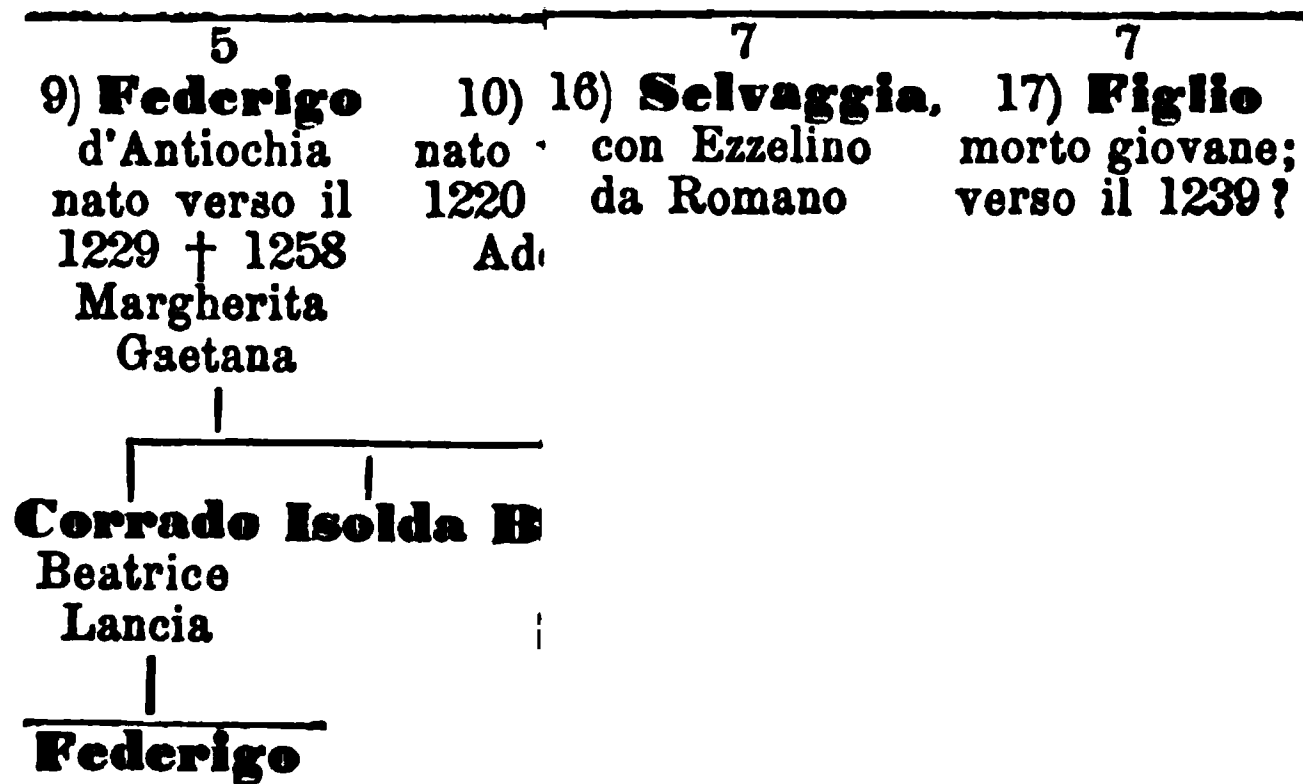 5
9) Federigo
d'Antiochia
nato verso il
1229 † 1258
Margherita
Gaetana
10)
nato
1220
7
16) Selvaggia,
con Ezzelino
da Romano
7
17) Figlio
morto giovane;
verso il 1239?
Corrado Isolda
Beatrice
Lancia
Federigo